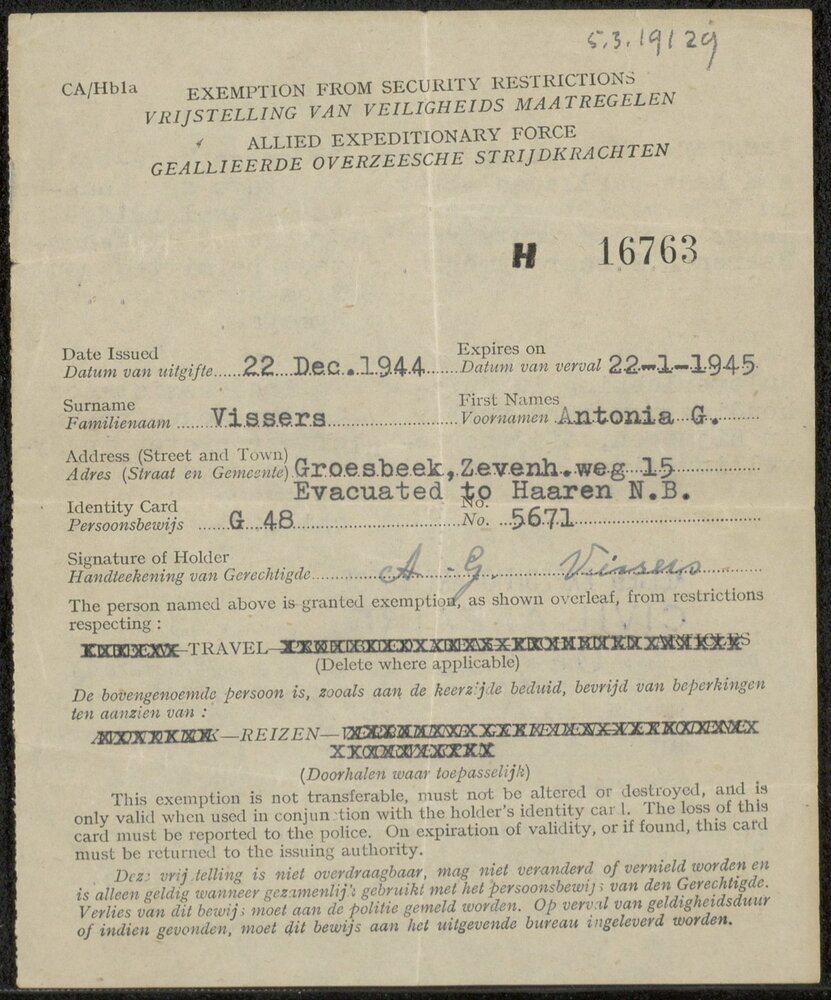 5.3.19129
CA/Hb1a
EXEMPTION FROM SECURITY RESTRICTIONS
VRIJSTELLING VAN VEILIGHEIDS MAATREGELEN
ALLIED EXPEDITIONARY FORCE
GEALLIEERDE OVERZEESCHE STRIJDKRACHTEN
H 16763
Date Issued
Datum van uitgifte 22 Dec. 1944
Expires on
Datum van verval 22-1-1945
Surname
Familienaam Vissers
First Names
Voornamen Antonia G.
Address (Street and Town)
Adres (Straat en Gemeente) Groesbeek, Zevenh.weg 15
Evacuated to Haaren N.B.
Identity Card
Persoonsbewijs G 48
No.
No. 5671
Signature of Holder
Handteekening van Gerechtigde A. G. Vissers
The person named above is granted exemption, as shown overleaf, from restrictions
respecting :
—TRAVEL—
(Delete where applicable)
De bovengenoemde persoon is, zooals aan de keerzijde beduid, bevrijd van beperkingen
ten aanzien van :
—REIZEN—
(Doorhalen waar toepasselijk)
This exemption is not transferable, must not be altered or destroyed, and is
only valid when used in conjunction with the holder's identity card. The loss of this
card must be reported to the police. On expiration of validity, or if found, this card
must be returned to the issuing authority.
Deze vrijstelling is niet overdraagbaar, mag niet veranderd of vernield worden en
is alleen geldig wanneer gezamenlijk gebruikt met het persoonsbewijs van den Gerechtigde.
Verlies van dit bewijs moet aan de politie gemeld worden. Op verval van geldigheidsduur
of indien gevonden, moet dit bewijs aan het uitgevende bureau ingeleverd worden.